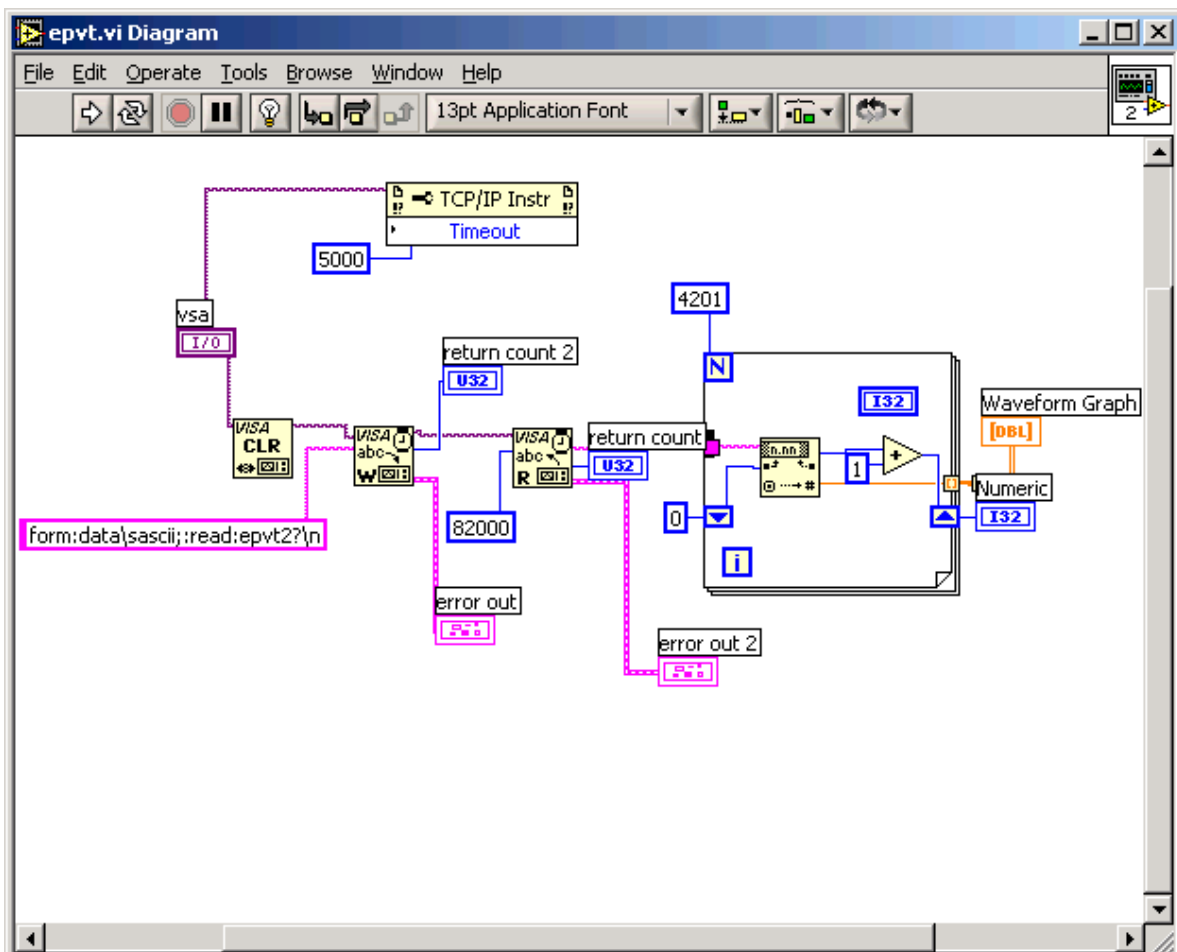 epvt.vi Diagram
File Edit Operate Tools Browse Window Help
13pt Application Font
2
TCP/IP Instr
Timeout
5000
vsa
I/O
4201
return count 2
U32
N
I32
Waveform Graph
[DBL]
VISA
CLR
VISA
abc
W
VISA
abc
R
return count
U32
n.nn
#
1
+
Numeric
I32
form:data\sascii;:read:epvt2?\n
82000
0
i
error out
error out 2